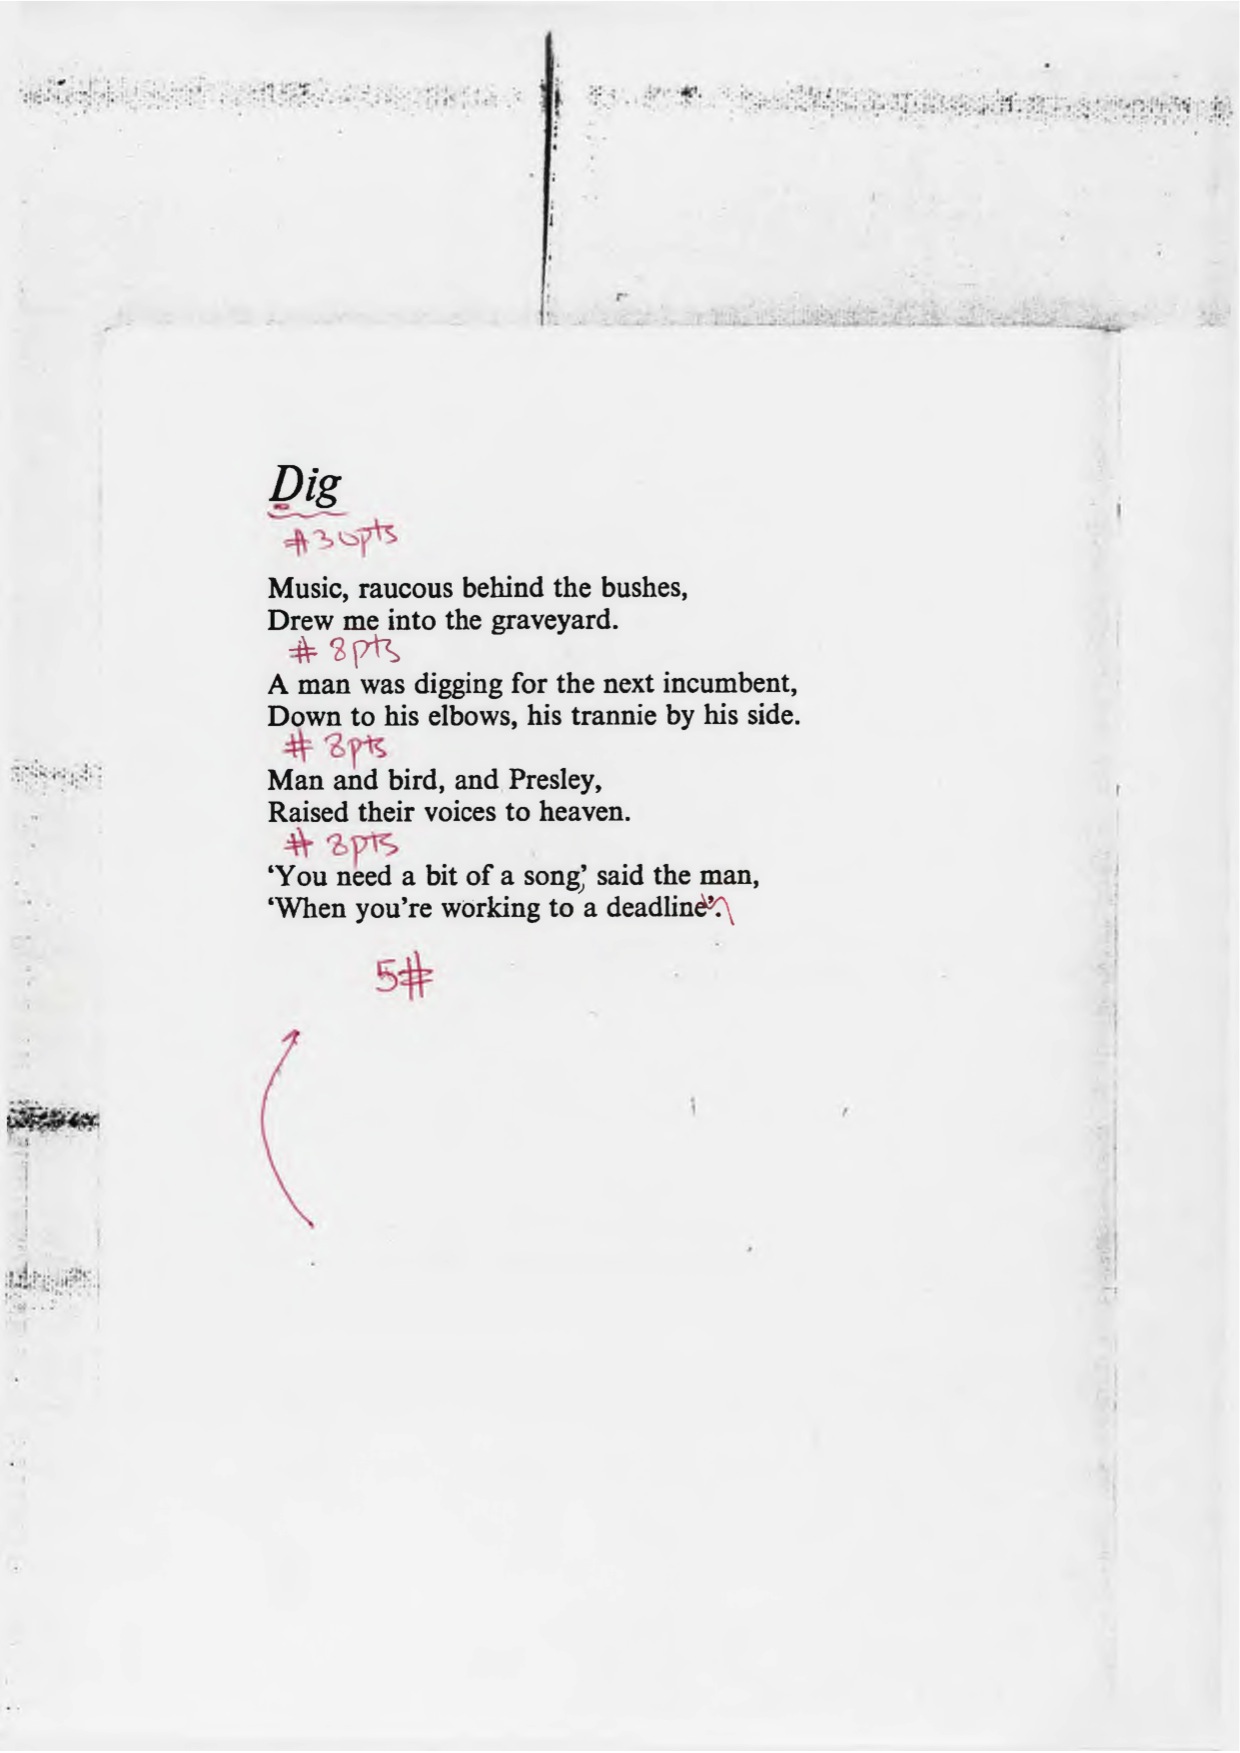 Dig
#30pts
Music, raucous behind the bushes,
Drew me into the graveyard.
# 8pts
A man was digging for the next incumbent,
Down to his elbows, his trannie by his side.
# 8pts
Man and bird, and Presley,
Raised their voices to heaven.
# 8pts
‘You need a bit of a song,’ said the man,
‘When you're working to a deadline’.
5#